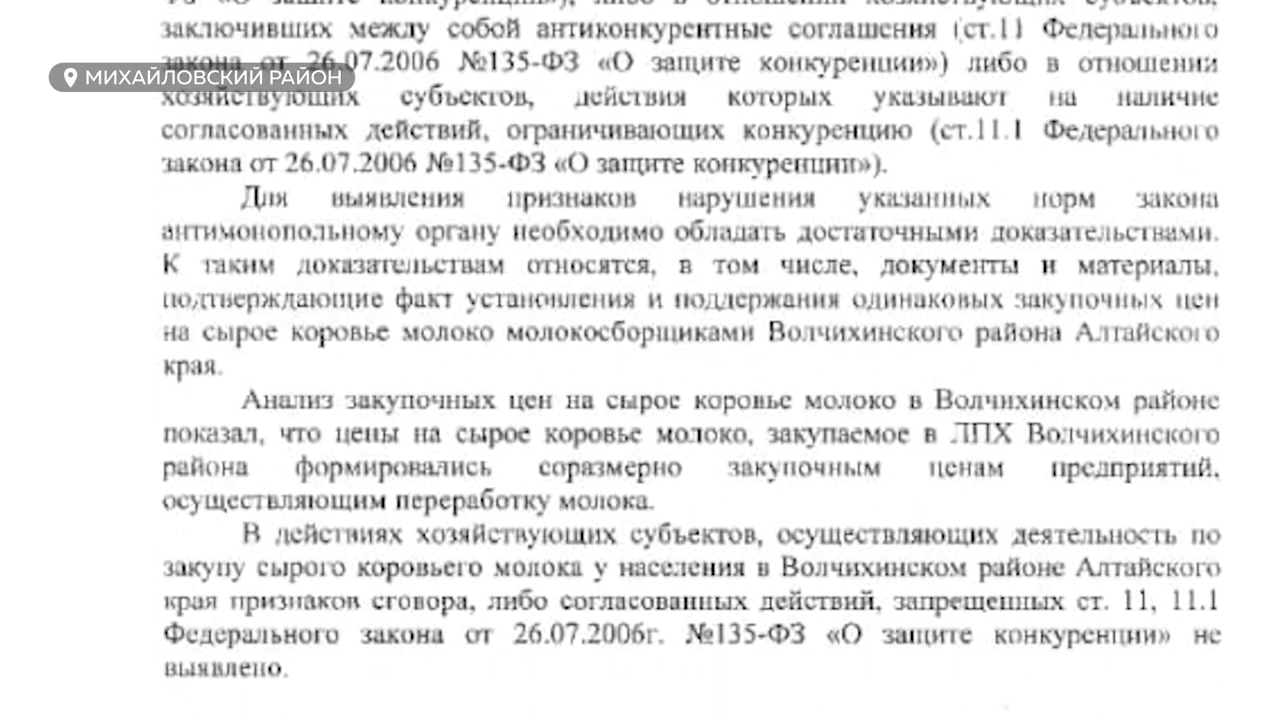 ФЗ «О защите конкуренции»), либо в отношении хозяйствующих субъектов,
заключивших между собой антиконкурентные соглашения (ст.11 Федерального
закона от 26.07.2006 №135-ФЗ «О защите конкуренции») либо в отношении
МИХАЙЛОВСКИЙ РАЙОН
хозяйствующих субъектов, действия которых указывают на наличие
согласованных действий, ограничивающих конкуренцию (ст.11.1 Федерального
закона от 26.07.2006 №135-ФЗ «О защите конкуренции»).
Для выявления признаков нарушения указанных норм закона
антимонопольному органу необходимо обладать достаточными доказательствами.
К таким доказательствам относятся, в том числе, документы и материалы,
подтверждающие факт установления и поддержания одинаковых закупочных цен
на сырое коровье молоко молокосборщиками Волчихинского района Алтайского
края.
Анализ закупочных цен на сырое коровье молоко в Волчихинском районе
показал, что цены на сырое коровье молоко, закупаемое в ЛПХ Волчихинского
района формировались соразмерно закупочным ценам предприятий,
осуществляющим переработку молока.
В действиях хозяйствующих субъектов, осуществляющих деятельность по
закупу сырого коровьего молока у населения в Волчихинском районе Алтайского
края признаков сговора, либо согласованных действий, запрещенных ст. 11, 11.1
Федерального закона от 26.07.2006г. №135-ФЗ «О защите конкуренции» не
выявлено.